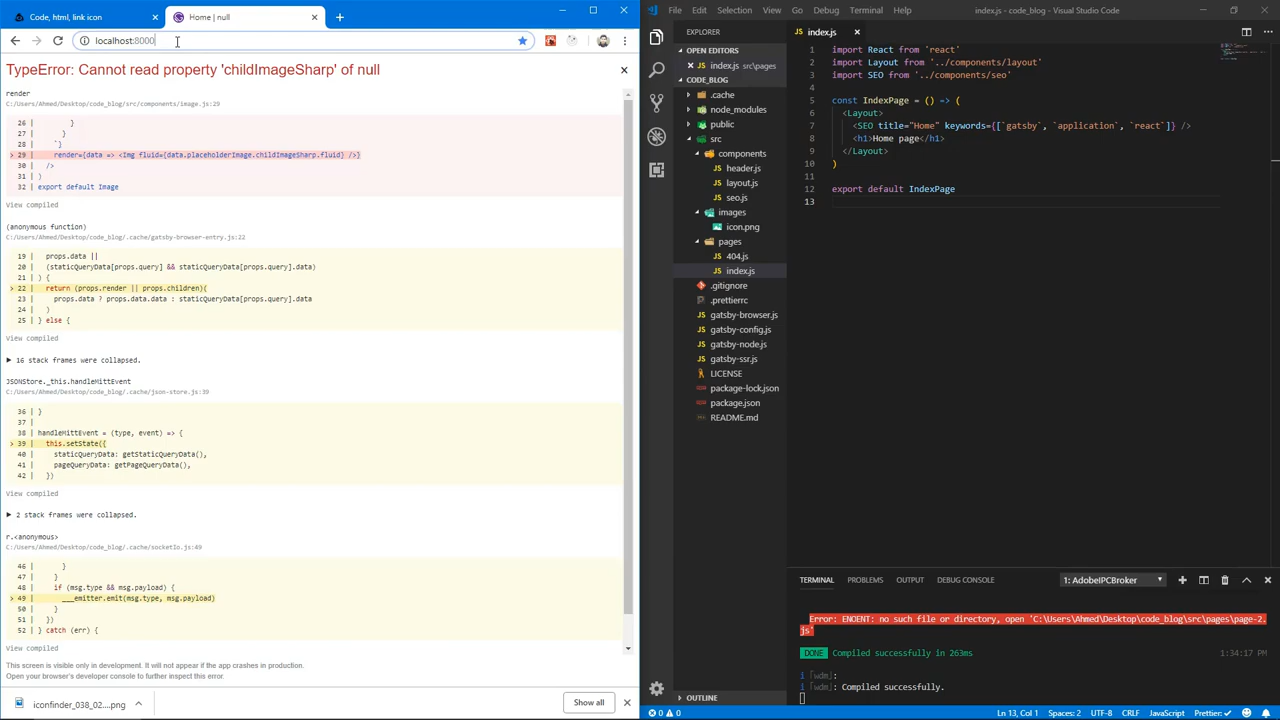 Code, html, link icon
Home | null
localhost:8000
TypeError: Cannot read property 'childImageSharp' of null
render
C:/Users/Ahmed/Desktop/code_blog/src/components/image.js:29
26 | }
27 | }
28 | `}
> 29 | render={data => <Img fluid={data.placeholderImage.childImageSharp.fluid} />}
30 | />
31 | )
32 | export default Image
View compiled
(anonymous function)
C:/Users/Ahmed/Desktop/code_blog/.cache/gatsby-browser-entry.js:22
19 | props.data ||
20 | (staticQueryData[props.query] && staticQueryData[props.query].data)
21 | ) {
> 22 | return (props.render || props.children)(
23 | props.data ? props.data.data : staticQueryData[props.query].data
24 | )
25 | } else {
View compiled
▶ 16 stack frames were collapsed.
JSONStore._this.handleMittEvent
C:/Users/Ahmed/Desktop/code_blog/.cache/json-store.js:39
36 | }
37 |
38 | handleMittEvent = (type, event) => {
> 39 | this.setState({
40 | staticQueryData: getStaticQueryData(),
41 | pageQueryData: getPageQueryData(),
42 | })
View compiled
▶ 2 stack frames were collapsed.
r.<anonymous>
C:/Users/Ahmed/Desktop/code_blog/.cache/socketIo.js:49
46 | }
47 | }
48 | if (msg.type && msg.payload) {
> 49 | ___emitter.emit(msg.type, msg.payload)
50 | }
51 | })
52 | } catch (err) {
View compiled
This screen is visible only in development. It will not appear if the app crashes in production.
Open your browser's developer console to further inspect this error.
iconfinder_038_02....png
Show all
File Edit Selection View Go Debug Terminal Help
index.js - code_blog - Visual Studio Code
EXPLORER
OPEN EDITORS
index.js src\pages
CODE_BLOG
.cache
node_modules
public
src
components
header.js
layout.js
seo.js
images
icon.png
pages
404.js
index.js
.gitignore
.prettierrc
gatsby-browser.js
gatsby-config.js
gatsby-node.js
gatsby-ssr.js
LICENSE
package-lock.json
package.json
README.md
OUTLINE
index.js
1 import React from 'react'
2 import Layout from '../components/layout'
3 import SEO from '../components/seo'
4
5 const IndexPage = () => (
6 <Layout>
7 <SEO title="Home" keywords={[`gatsby`, `application`, `react`]} />
8 <h1>Home page</h1>
9 </Layout>
10 )
11
12 export default IndexPage
13
TERMINAL PROBLEMS OUTPUT DEBUG CONSOLE
1: AdobeIPCBroker
Error: ENOENT: no such file or directory, open 'C:\Users\Ahmed\Desktop\code_blog\src\pages\page-2.
js'
DONE Compiled successfully in 263ms 1:34:17 PM
i ｢wdm｣:
i ｢wdm｣: Compiled successfully.
0 0
Ln 13, Col 1 Spaces: 2 UTF-8 CRLF JavaScript Prettier: ✓